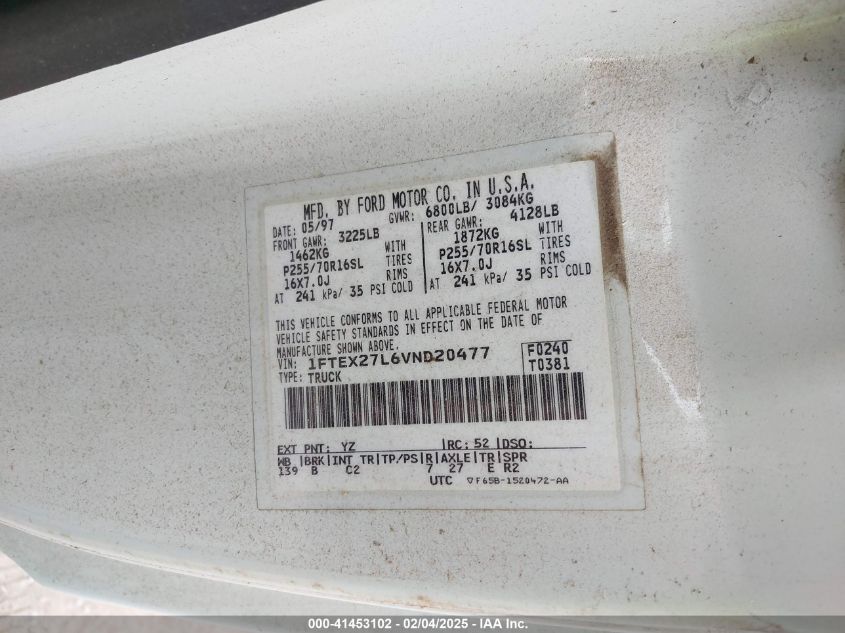 MFD. BY FORD MOTOR CO. IN U.S.A.
DATE: 05/97 GVWR: 6800LB/ 3084KG
FRONT GAWR: 3225LB REAR GAWR: 4128LB
1462KG WITH 1872KG WITH
P255/70R16SL TIRES P255/70R16SL TIRES
16X7.0J RIMS 16X7.0J RIMS
AT 241 kPa/ 35 PSI COLD AT 241 kPa/ 35 PSI COLD
THIS VEHICLE CONFORMS TO ALL APPLICABLE FEDERAL MOTOR
VEHICLE SAFETY STANDARDS IN EFFECT ON THE DATE OF
MANUFACTURE SHOWN ABOVE.
VIN: 1FTEX27L6VND20477 F0240
TYPE: TRUCK T0381
EXT PNT: YZ |RC: 52 |DSO:
WB |BRK|INT TR|TP/PS|R|AXLE|TR|SPR
139 B C2 7 27 E R2
UTC ▽F65B-1520472-AA
000-41453102 - 02/04/2025 - IAA Inc.